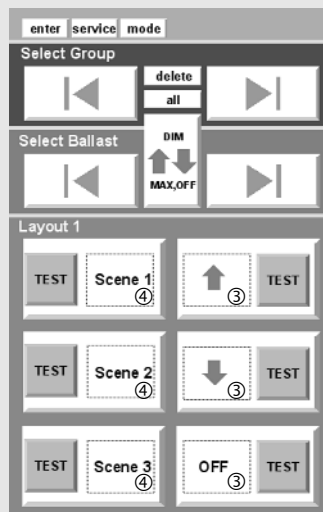 enter service mode
Select Group
delete
all
Select Ballast
DIM
MAX,OFF
Layout 1
TEST Scene 1 ④ ③ TEST
TEST Scene 2 ④ ③ TEST
TEST Scene 3 ④ OFF ③ TEST